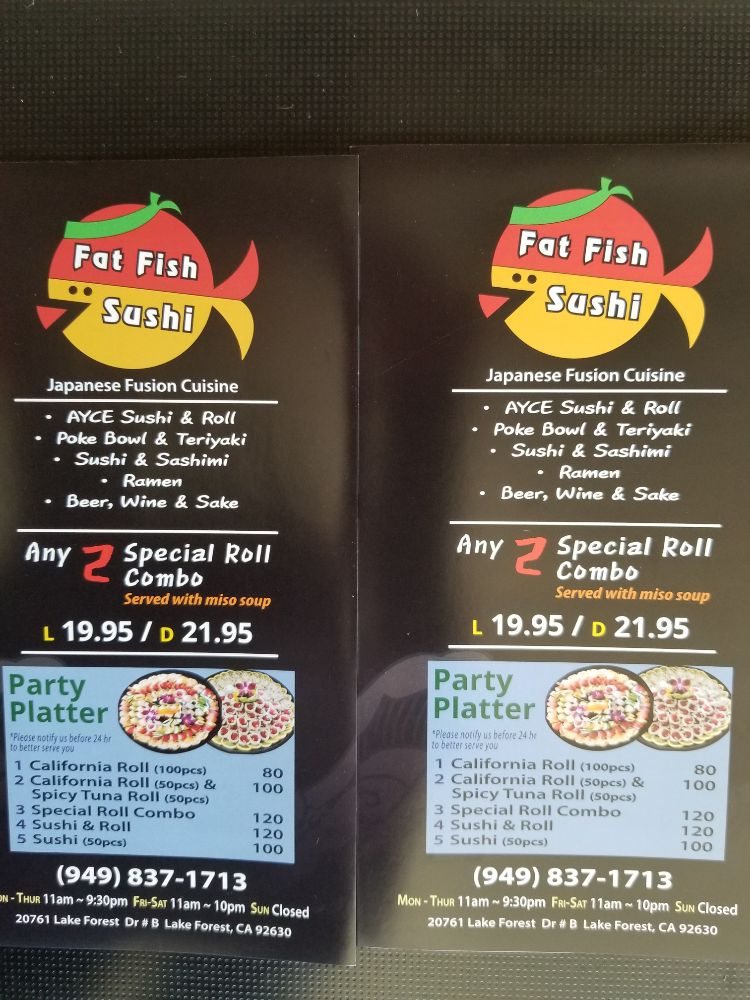 Fat Fish
Sushi
Japanese Fusion Cuisine
• AYCE Sushi & Roll
• Poke Bowl & Teriyaki
• Sushi & Sashimi
• Ramen
• Beer, Wine & Sake
Any 2 Special Roll
Combo
Served with miso soup
L 19.95 / D 21.95
Party
Platter
*Please notify us before 24 hr
to better serve you
1 California Roll (100pcs) 80
2 California Roll (50pcs) & 100
Spicy Tuna Roll (50pcs)
3 Special Roll Combo 120
4 Sushi & Roll 120
5 Sushi (50pcs) 100
(949) 837-1713
on - Thur 11am ~ 9:30pm Fri-Sat 11am ~ 10pm Sun Closed
20761 Lake Forest Dr # B Lake Forest, CA 92630
Fat Fish
Sushi
Japanese Fusion Cuisine
• AYCE Sushi & Roll
• Poke Bowl & Teriyaki
• Sushi & Sashimi
• Ramen
• Beer, Wine & Sake
Any 2 Special Roll
Combo
Served with miso soup
L 19.95 / D 21.95
Party
Platter
*Please notify us before 24 hr
to better serve you
1 California Roll (100pcs) 80
2 California Roll (50pcs) & 100
Spicy Tuna Roll (50pcs)
3 Special Roll Combo 120
4 Sushi & Roll 120
5 Sushi (50pcs) 100
(949) 837-1713
Mon - Thur 11am ~ 9:30pm Fri-Sat 11am ~ 10pm Sun Closed
20761 Lake Forest Dr # B Lake Forest, CA 92630